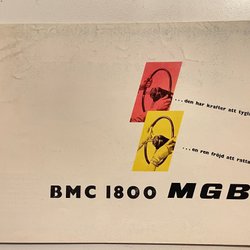 ...den har krafter att tygla
...en ren fröjd att ratta
BMC 1800 MGB